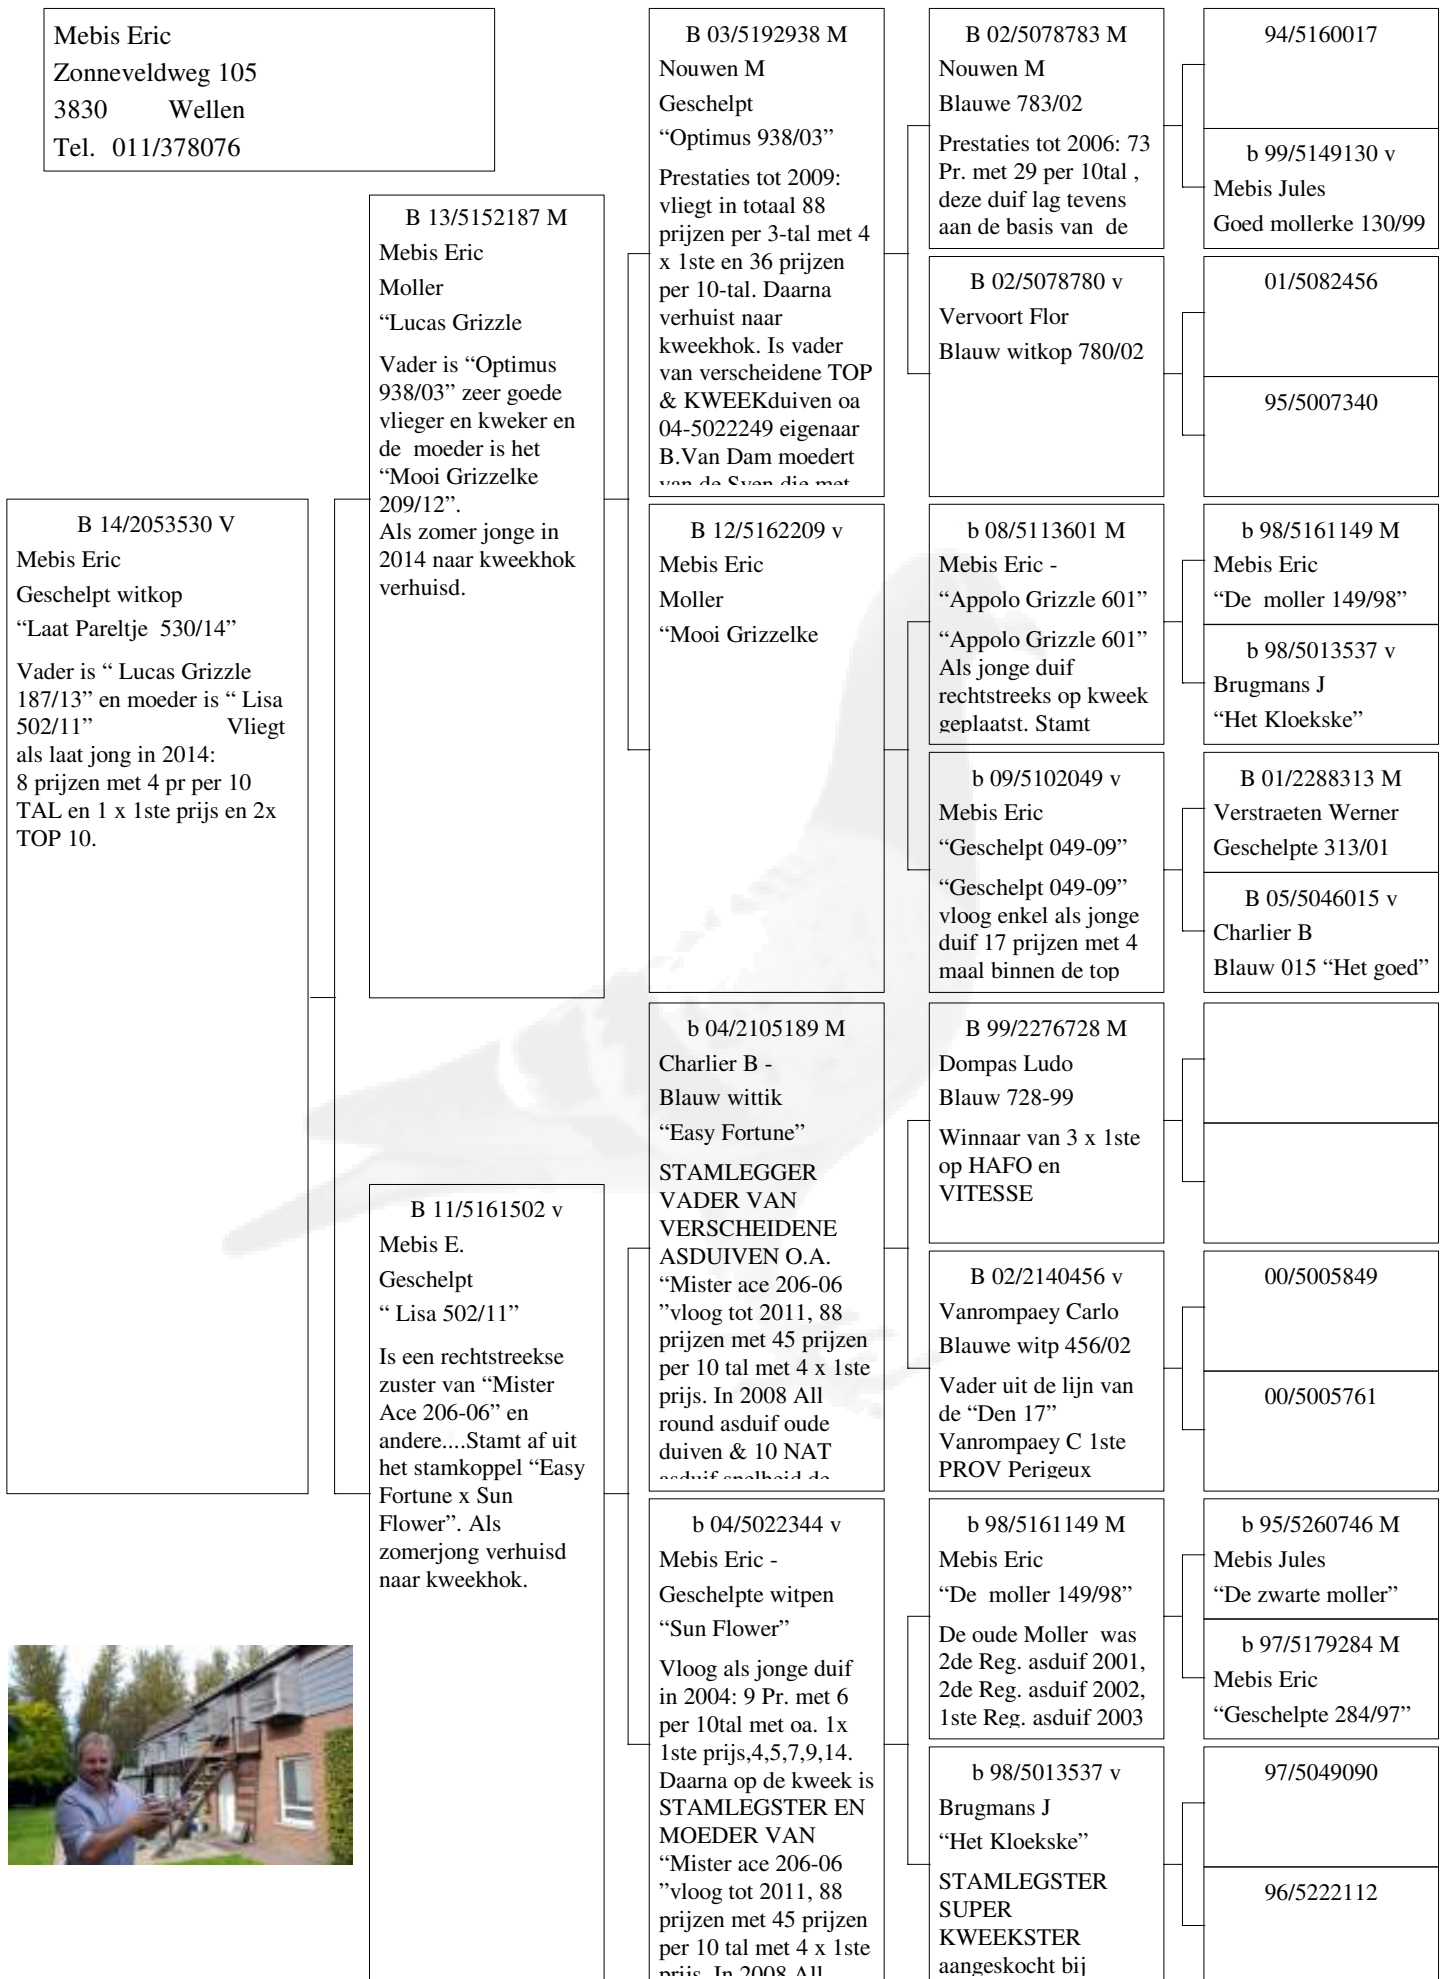 Mebis Eric
Zonneveldweg 105
3830 Wellen
Tel. 011/378076
B 14/2053530 V
Mebis Eric
Geschelpt witkop
“Laat Pareltje 530/14”
Vader is “ Lucas Grizzle
187/13” en moeder is “ Lisa
502/11” Vliegt
als laat jong in 2014:
8 prijzen met 4 pr per 10
TAL en 1 x 1ste prijs en 2x
TOP 10.
B 13/5152187 M
Mebis Eric
Moller
“Lucas Grizzle
Vader is “Optimus
938/03” zeer goede
vlieger en kweker en
de moeder is het
“Mooi Grizzelke
209/12”.
Als zomer jonge in
2014 naar kweekhok
verhuisd.
B 11/5161502 v
Mebis E.
Geschelpt
“ Lisa 502/11”
Is een rechtstreekse
zuster van “Mister
Ace 206-06” en
andere....Stamt af uit
het stamkoppel “Easy
Fortune x Sun
Flower”. Als
zomerjong verhuisd
naar kweekhok.
B 03/5192938 M
Nouwen M
Geschelpt
“Optimus 938/03”
Prestaties tot 2009:
vliegt in totaal 88
prijzen per 3-tal met 4
x 1ste en 36 prijzen
per 10-tal. Daarna
verhuist naar
kweekhok. Is vader
van verscheidene TOP
& KWEEKduiven oa
04-5022249 eigenaar
B.Van Dam moedert
van de Sven die met
B 12/5162209 v
Mebis Eric
Moller
“Mooi Grizzelke
b 04/2105189 M
Charlier B -
Blauw wittik
“Easy Fortune”
STAMLEGGER
VADER VAN
VERSCHEIDENE
ASDUIVEN O.A.
“Mister ace 206-06
”vloog tot 2011, 88
prijzen met 45 prijzen
per 10 tal met 4 x 1ste
prijs. In 2008 All
round asduif oude
duiven & 10 NAT
asduif snelheid de
b 04/5022344 v
Mebis Eric -
Geschelpte witpen
“Sun Flower”
Vloog als jonge duif
in 2004: 9 Pr. met 6
per 10tal met oa. 1x
1ste prijs,4,5,7,9,14.
Daarna op de kweek is
STAMLEGSTER EN
MOEDER VAN
“Mister ace 206-06
”vloog tot 2011, 88
prijzen met 45 prijzen
per 10 tal met 4 x 1ste
prijs. In 2008 All
B 02/5078783 M
Nouwen M
Blauwe 783/02
Prestaties tot 2006: 73
Pr. met 29 per 10tal ,
deze duif lag tevens
aan de basis van de
B 02/5078780 v
Vervoort Flor
Blauw witkop 780/02
b 08/5113601 M
Mebis Eric -
“Appolo Grizzle 601”
“Appolo Grizzle 601”
Als jonge duif
rechtstreeks op kweek
geplaatst. Stamt
b 09/5102049 v
Mebis Eric
“Geschelpt 049-09”
“Geschelpt 049-09”
vloog enkel als jonge
duif 17 prijzen met 4
maal binnen de top
B 99/2276728 M
Dompas Ludo
Blauw 728-99
Winnaar van 3 x 1ste
op HAFO en
VITESSE
B 02/2140456 v
Vanrompaey Carlo
Blauwe witp 456/02
Vader uit de lijn van
de “Den 17”
Vanrompaey C 1ste
PROV Perigeux
b 98/5161149 M
Mebis Eric
“De moller 149/98”
De oude Moller was
2de Reg. asduif 2001,
2de Reg. asduif 2002,
1ste Reg. asduif 2003
b 98/5013537 v
Brugmans J
“Het Kloekske”
STAMLEGSTER
SUPER
KWEEKSTER
aangeskocht bij
94/5160017
b 99/5149130 v
Mebis Jules
Goed mollerke 130/99
01/5082456
95/5007340
b 98/5161149 M
Mebis Eric
“De moller 149/98”
b 98/5013537 v
Brugmans J
“Het Kloekske”
B 01/2288313 M
Verstraeten Werner
Geschelpte 313/01
B 05/5046015 v
Charlier B
Blauw 015 “Het goed”
00/5005849
00/5005761
b 95/5260746 M
Mebis Jules
“De zwarte moller”
b 97/5179284 M
Mebis Eric
“Geschelpte 284/97”
97/5049090
96/5222112